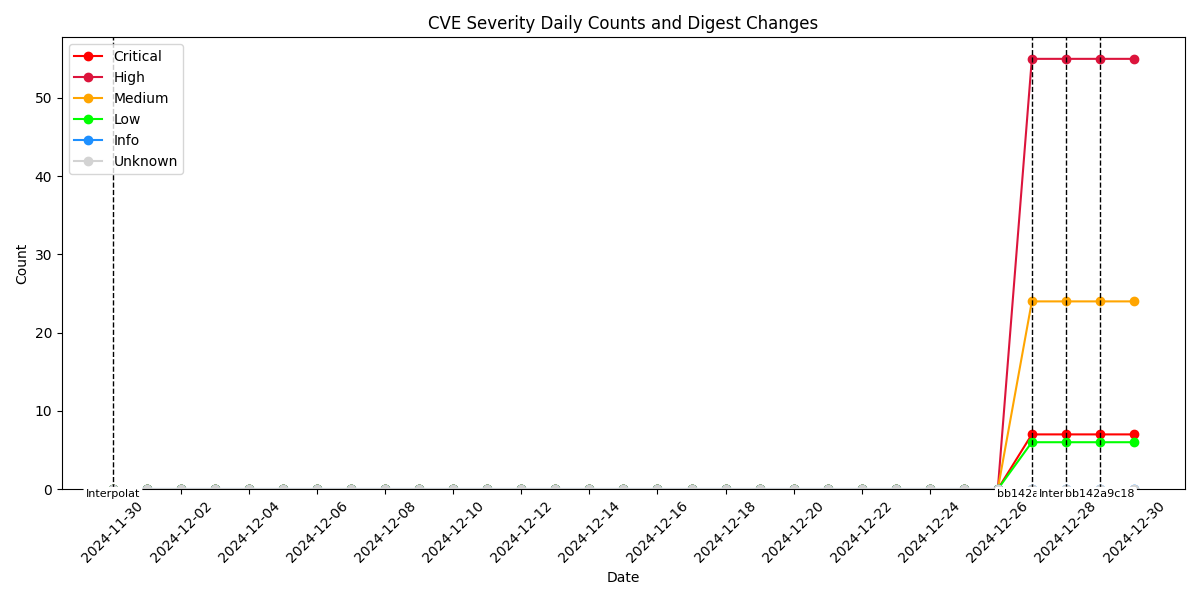 CVE Severity Daily Counts and Digest Changes
Critical
High
Medium
Low
Info
Unknown
Count
50
40
30
20
10
0
Interpolat
bb142a
Inter
bb142a9c18
2024-11-30
2024-12-02
2024-12-04
2024-12-06
2024-12-08
2024-12-10
2024-12-12
2024-12-14
2024-12-16
2024-12-18
2024-12-20
2024-12-22
2024-12-24
2024-12-26
2024-12-28
2024-12-30
Date